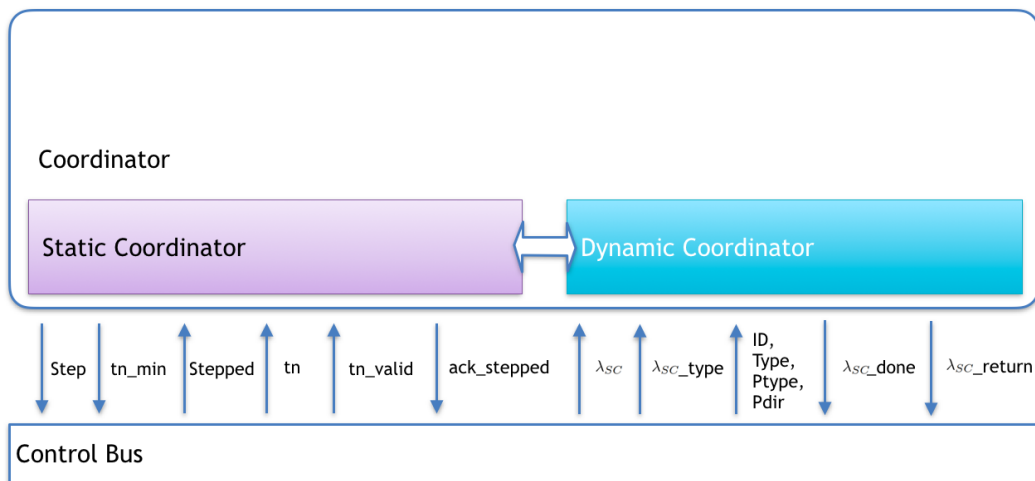 Coordinator
Static Coordinator
Dynamic Coordinator
Step
tn_min
Stepped
tn
tn_valid
ack_stepped
λSC
λSC_type
ID,
Type,
Ptype,
Pdir
λSC_done
λSC_return
Control Bus